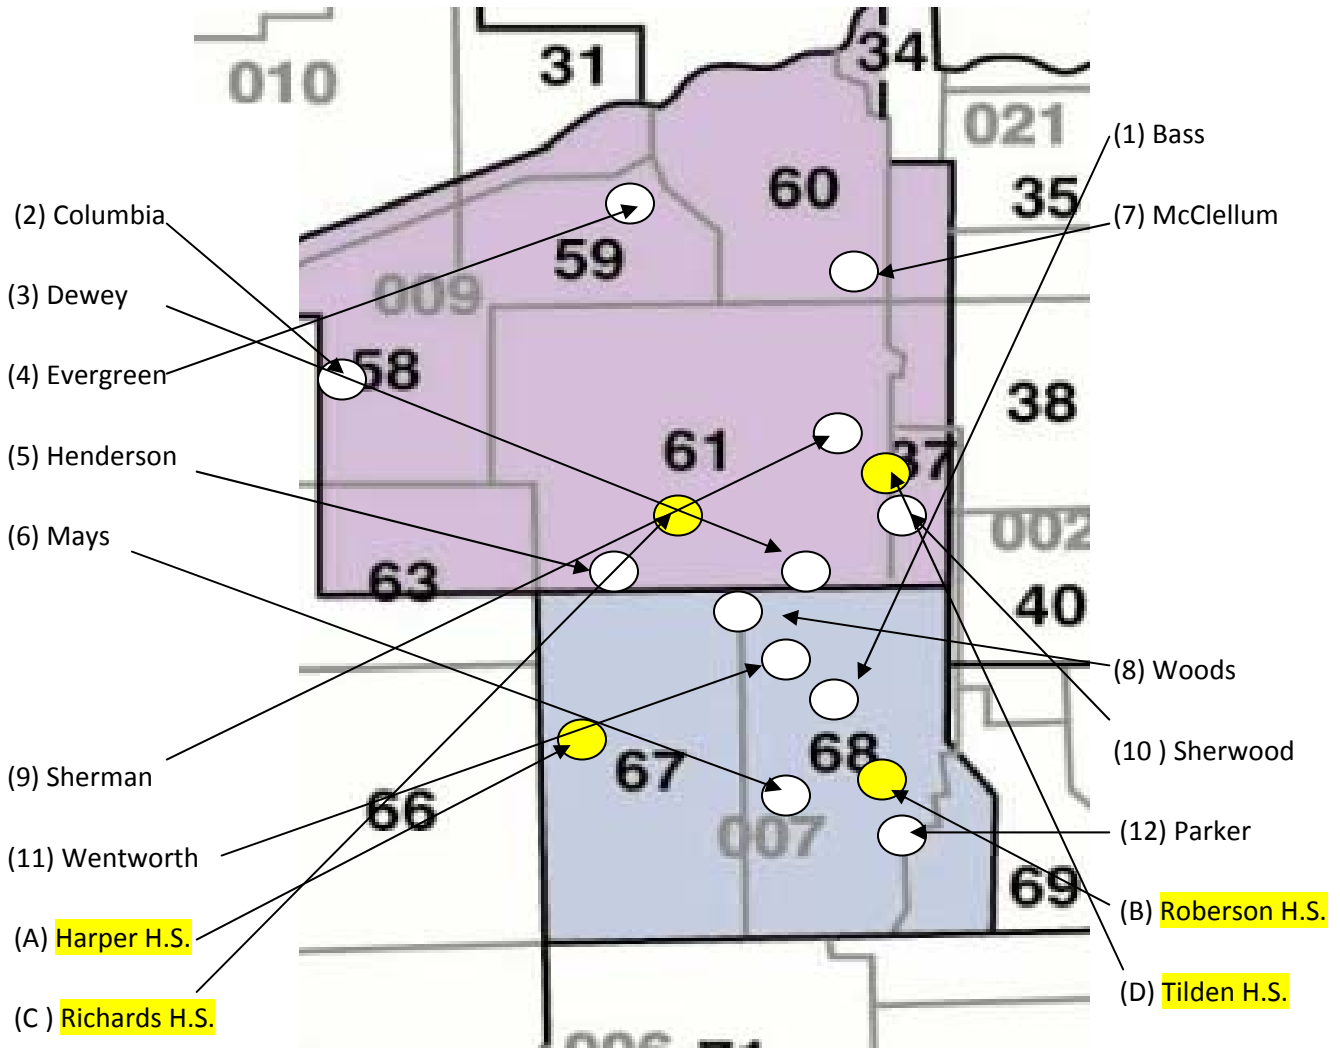 31
34
010
021
(1) Bass
60
35
(2) Columbia
(7) McClellum
59
(3) Dewey
009
(4) Evergreen
58
38
(5) Henderson
61
37
(6) Mays
002
63
40
(8) Woods
(9) Sherman
67
68
(10 ) Sherwood
66
007
(11) Wentworth
(12) Parker
69
(A) Harper H.S.
(B) Roberson H.S.
(C ) Richards H.S.
(D) Tilden H.S.